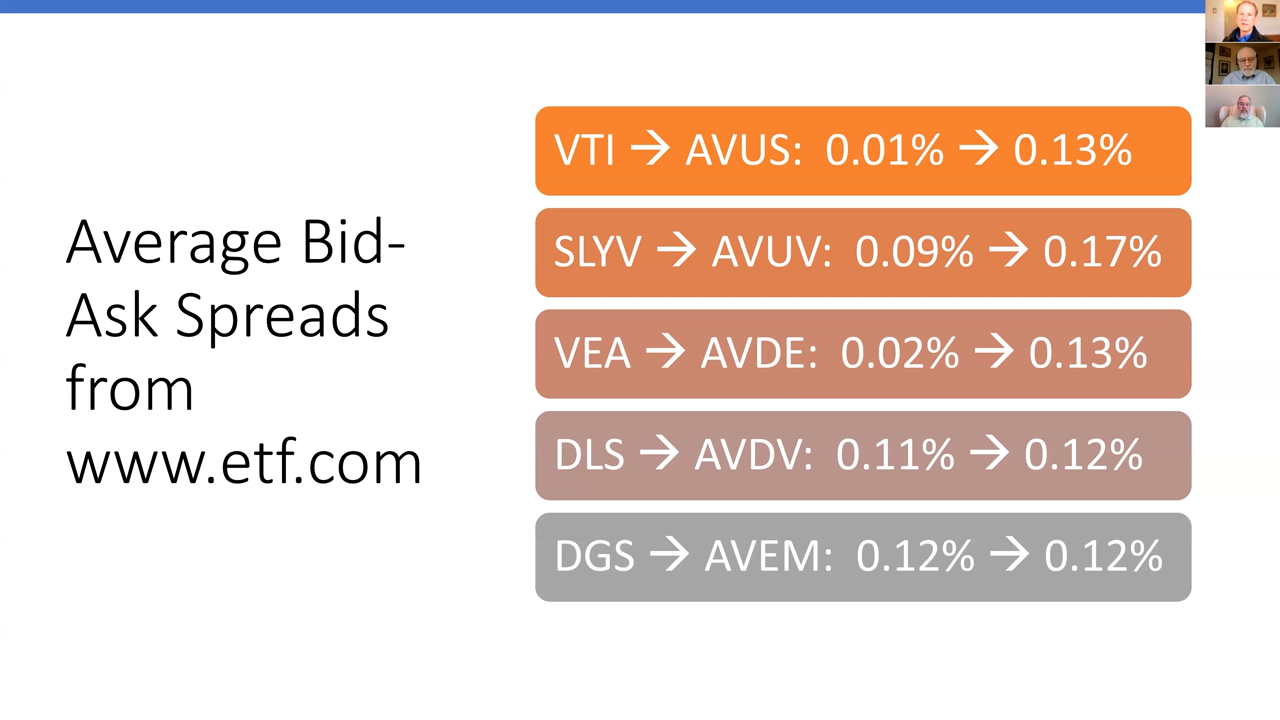 Average Bid-
Ask Spreads
from
www.etf.com
VTI → AVUS: 0.01% → 0.13%
SLYV → AVUV: 0.09% → 0.17%
VEA → AVDE: 0.02% → 0.13%
DLS → AVDV: 0.11% → 0.12%
DGS → AVEM: 0.12% → 0.12%